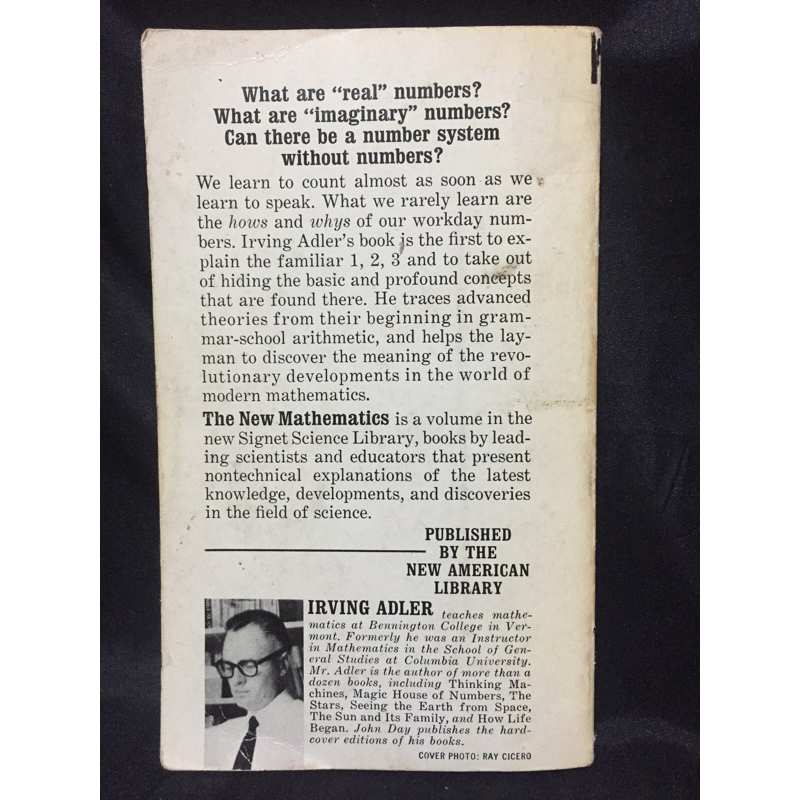 What are “real” numbers?
What are “imaginary” numbers?
Can there be a number system
without numbers?
We learn to count almost as soon as we
learn to speak. What we rarely learn are
the hows and whys of our workday num-
bers. Irving Adler’s book is the first to ex-
plain the familiar 1, 2, 3 and to take out
of hiding the basic and profound concepts
that are found there. He traces advanced
theories from their beginning in gram-
mar-school arithmetic, and helps the lay-
man to discover the meaning of the revo-
lutionary developments in the world of
modern mathematics.
The New Mathematics is a volume in the
new Signet Science Library, books by lead-
ing scientists and educators that present
nontechnical explanations of the latest
knowledge, developments, and discoveries
in the field of science.
PUBLISHED
BY THE
NEW AMERICAN
LIBRARY
IRVING ADLER teaches mathe-
matics at Bennington College in Ver-
mont. Formerly he was an Instructor
in Mathematics in the School of Gen-
eral Studies at Columbia University.
Mr. Adler is the author of more than a
dozen books, including Thinking Ma-
chines, Magic House of Numbers, The
Stars, Seeing the Earth from Space,
The Sun and Its Family, and How Life
Began. John Day publishes the hard-
cover editions of his books.
COVER PHOTO: RAY CICERO